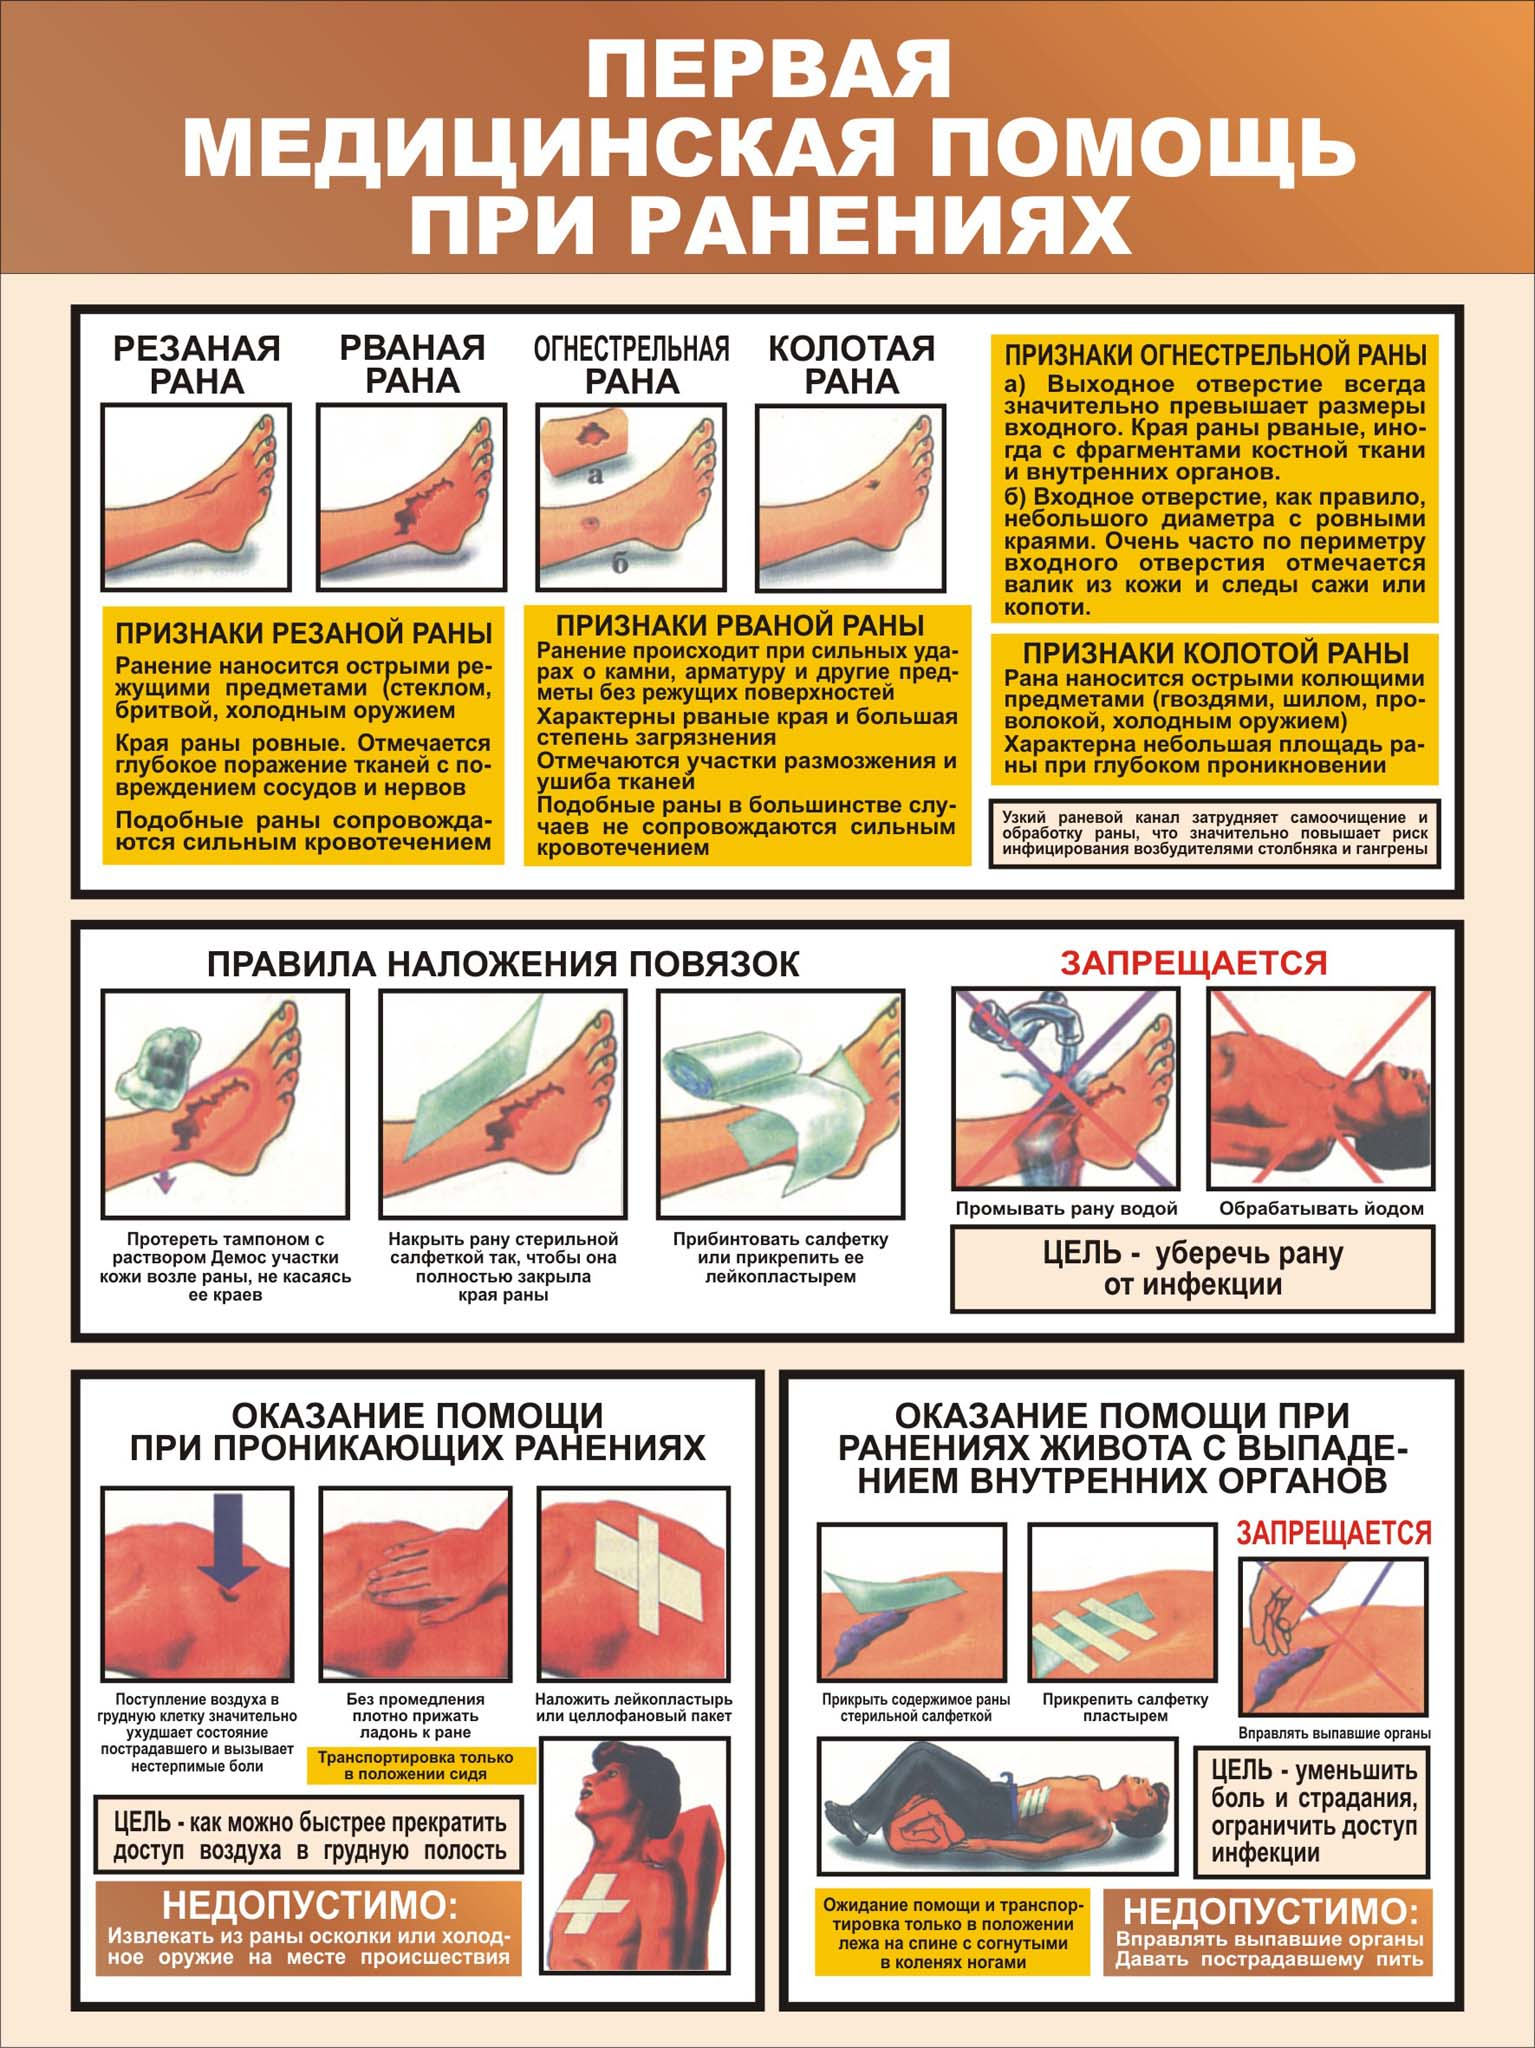 ПЕРВАЯ
МЕДИЦИНСКАЯ ПОМОЩЬ
ПРИ РАНЕНИЯХ
РЕЗАНАЯ
РАНА
РВАНАЯ
РАНА
ОГНЕСТРЕЛЬНАЯ
РАНА
КОЛОТАЯ
РАНА
а
б
ПРИЗНАКИ РЕЗАНОЙ РАНЫ
Ранение наносится острыми ре-
жущими предметами (стеклом,
бритвой, холодным оружием
Края раны ровные. Отмечается
глубокое поражение тканей с по-
вреждением сосудов и нервов
Подобные раны сопровожда-
ются сильным кровотечением
ПРИЗНАКИ РВАНОЙ РАНЫ
Ранение происходит при сильных уда-
рах о камни, арматуру и другие пред-
меты без режущих поверхностей
Характерны рваные края и большая
степень загрязнения
Отмечаются участки размозжения и
ушиба тканей
Подобные раны в большинстве слу-
чаев не сопровождаются сильным
кровотечением
ПРИЗНАКИ ОГНЕСТРЕЛЬНОЙ РАНЫ
а) Выходное отверстие всегда
значительно превышает размеры
входного. Края раны рваные, ино-
гда с фрагментами костной ткани
и внутренних органов.
б) Входное отверстие, как правило,
небольшого диаметра с ровными
краями. Очень часто по периметру
входного отверстия отмечается
валик из кожи и следы сажи или
копоти.
ПРИЗНАКИ КОЛОТОЙ РАНЫ
Рана наносится острыми колющими
предметами (гвоздями, шилом, про-
волокой, холодным оружием)
Характерна небольшая площадь ра-
ны при глубоком проникновении
Узкий раневой канал затрудняет самоочищение и
обработку раны, что значительно повышает риск
инфицирования возбудителями столбняка и гангрены
ПРАВИЛА НАЛОЖЕНИЯ ПОВЯЗОК
Протереть тампоном с
раствором Демос участки
кожи возле раны, не касаясь
ее краев
Накрыть рану стерильной
салфеткой так, чтобы она
полностью закрыла
края раны
Прибинтовать салфетку
или прикрепить ее
лейкопластырем
ЗАПРЕЩАЕТСЯ
Промывать рану водой
Обрабатывать йодом
ЦЕЛЬ - уберечь рану
от инфекции
ОКАЗАНИЕ ПОМОЩИ
ПРИ ПРОНИКАЮЩИХ РАНЕНИЯХ
Поступление воздуха в
грудную клетку значительно
ухудшает состояние
пострадавшего и вызывает
нестерпимые боли
Без промедления
плотно прижать
ладонь к ране
Транспортировка только
в положении сидя
Наложить лейкопластырь
или целлофановый пакет
ЦЕЛЬ - как можно быстрее прекратить
доступ воздуха в грудную полость
НЕДОПУСТИМО:
Извлекать из раны осколки или холод-
ное оружие на месте происшествия
ОКАЗАНИЕ ПОМОЩИ ПРИ
РАНЕНИЯХ ЖИВОТА С ВЫПАДЕ-
НИЕМ ВНУТРЕННИХ ОРГАНОВ
Прикрыть содержимое раны
стерильной салфеткой
Прикрепить салфетку
пластырем
ЗАПРЕЩАЕТСЯ
Вправлять выпавшие органы
ЦЕЛЬ - уменьшить
боль и страдания,
ограничить доступ
инфекции
Ожидание помощи и транспор-
тировка только в положении
лежа на спине с согнутыми
в коленях ногами
НЕДОПУСТИМО:
Вправлять выпавшие органы
Давать пострадавшему пить